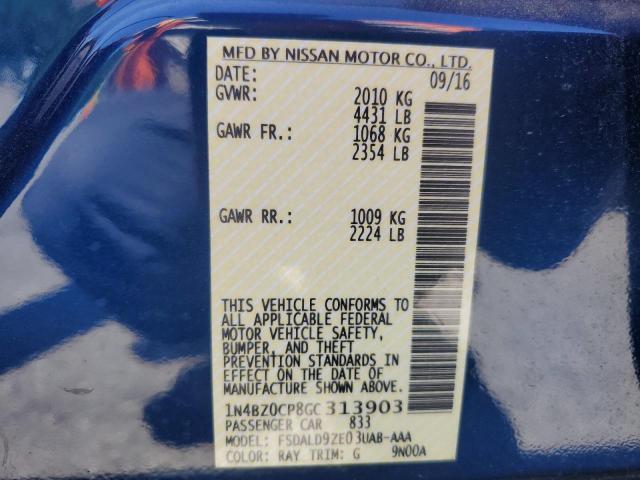 MFD BY NISSAN MOTOR CO., LTD.
DATE: 09/16
GVWR: 2010 KG
4431 LB
GAWR FR.: 1068 KG
2354 LB
GAWR RR.: 1009 KG
2224 LB
THIS VEHICLE CONFORMS TO
ALL APPLICABLE FEDERAL
MOTOR VEHICLE SAFETY,
BUMPER, AND THEFT
PREVENTION STANDARDS IN
EFFECT ON THE DATE OF
MANUFACTURE SHOWN ABOVE.
1N4BZ0CP8GC 313903
PASSENGER CAR 833
MODEL: FSDALD9ZE03UAB-AAA
COLOR: RAY TRIM: G 9N00A